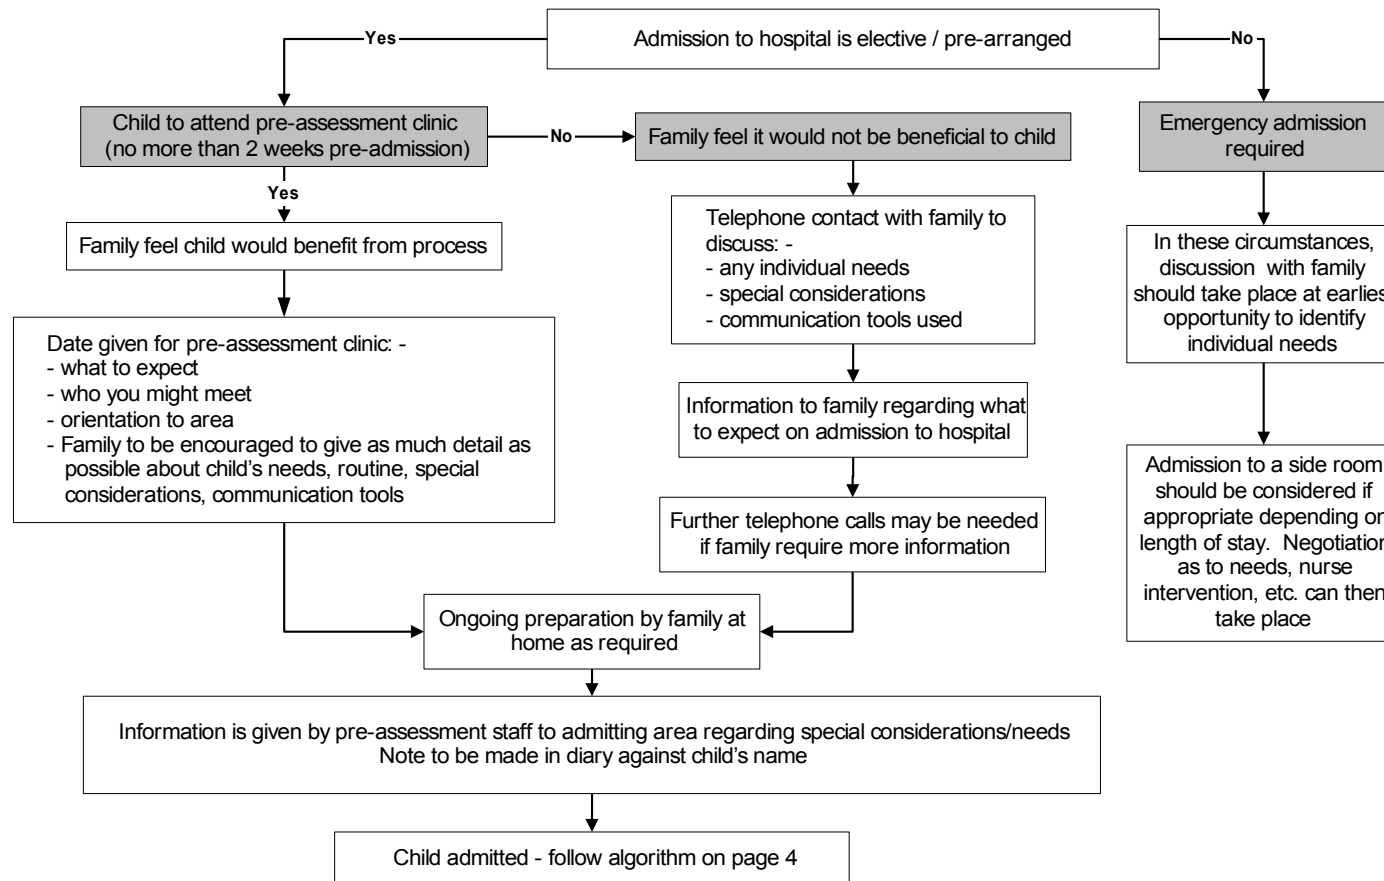 Admission to hospital is elective / pre-arranged
Yes
No
Child to attend pre-assessment clinic
(no more than 2 weeks pre-admission)
No
Family feel it would not be beneficial to child
Emergency admission
required
Yes
Family feel child would benefit from process
Telephone contact with family to
discuss: -
- any individual needs
- special considerations
- communication tools used
In these circumstances,
discussion with family
should take place at earlies
opportunity to identify
individual needs
Date given for pre-assessment clinic: -
- what to expect
- who you might meet
- orientation to area
- Family to be encouraged to give as much detail as
possible about child's needs, routine, special
considerations, communication tools
Information to family regarding what
to expect on admission to hospital
Admission to a side room
should be considered if
appropriate depending on
length of stay. Negotiation
as to needs, nurse
intervention, etc. can then
take place
Further telephone calls may be needed
if family require more information
Ongoing preparation by family at
home as required
Information is given by pre-assessment staff to admitting area regarding special considerations/needs
Note to be made in diary against child's name
Child admitted - follow algorithm on page 4